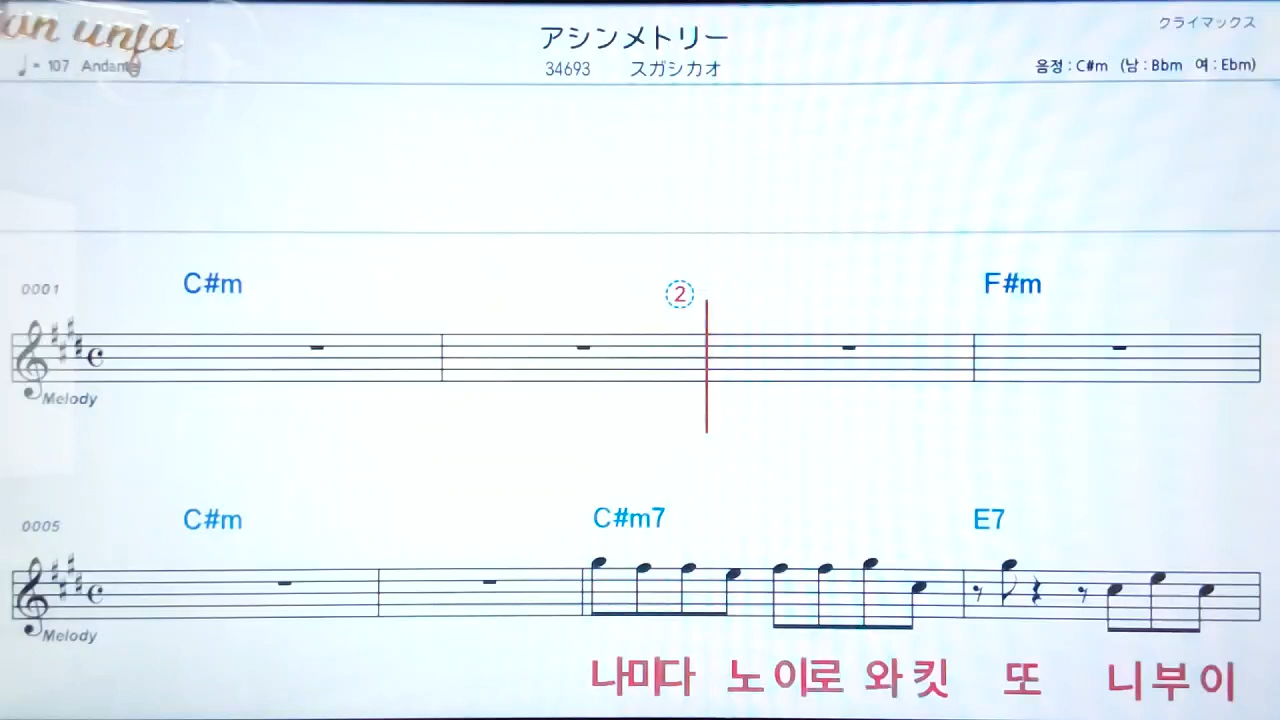 an unfa
アシンメトリー
クライマックス
♩= 107 Andante
34693 スガシカオ
음정 : C#m (남 : Bbm 여 : Ebm)
0001
C#m
②
F#m
Melody
0005
C#m
C#m7
E7
Melody
나미다 노 이로 와 킷 또 니 부 이